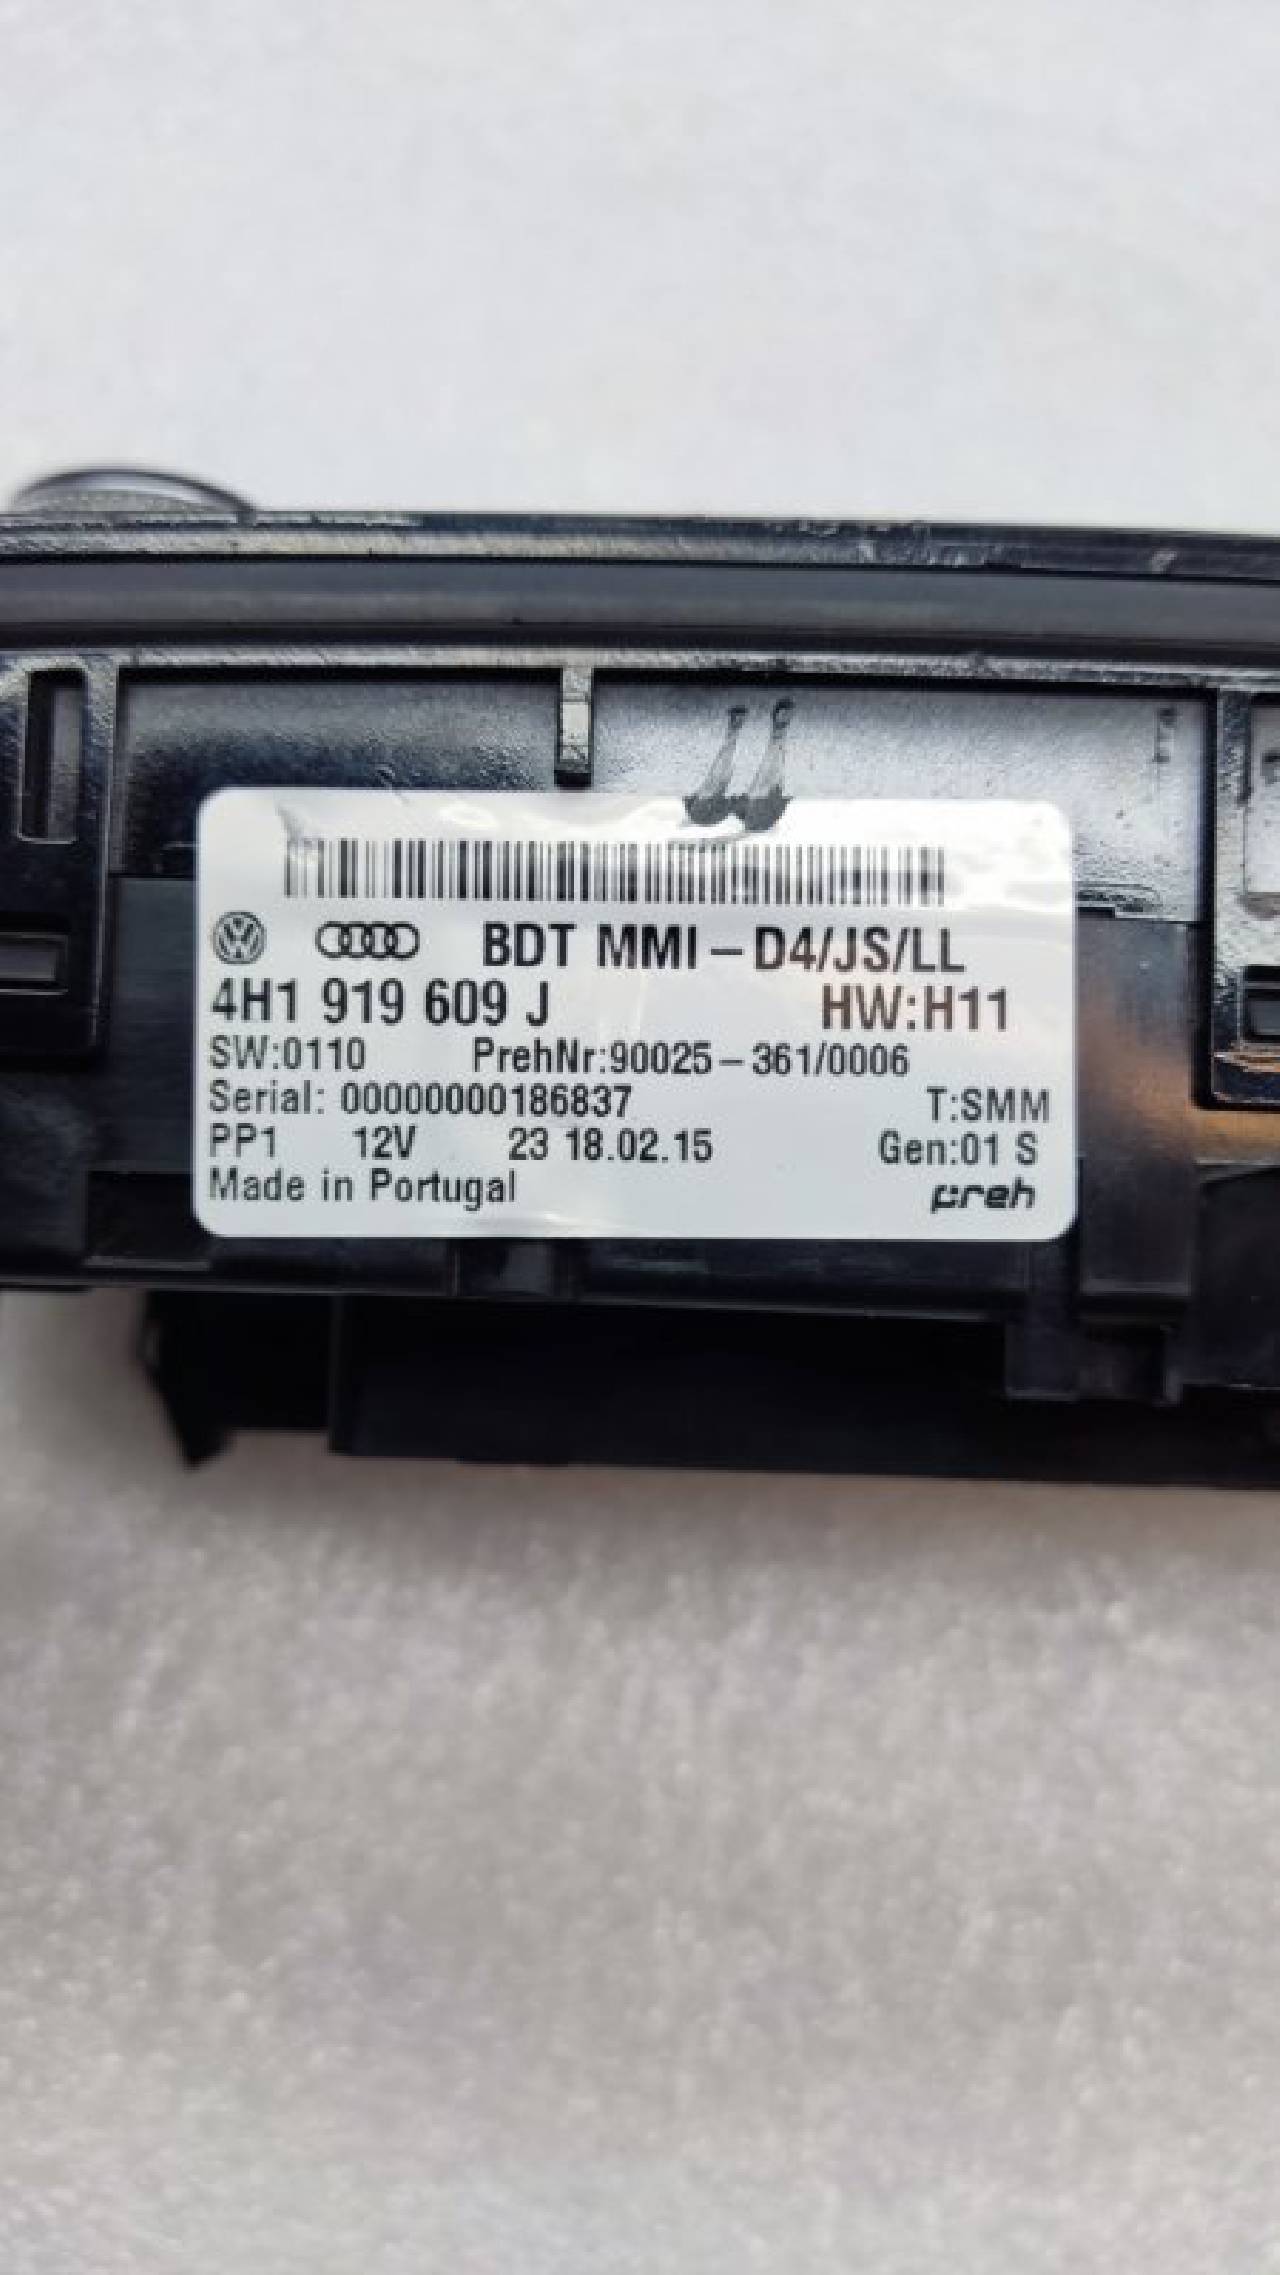 BDT MMI-D4/JS/LL
4H1 919 609 J HW:H11
SW:0110 PrehNr:90025-361/0006
Serial: 00000000186837 T:SMM
PP1 12V 23 18.02.15 Gen:01 S
Made in Portugal preh